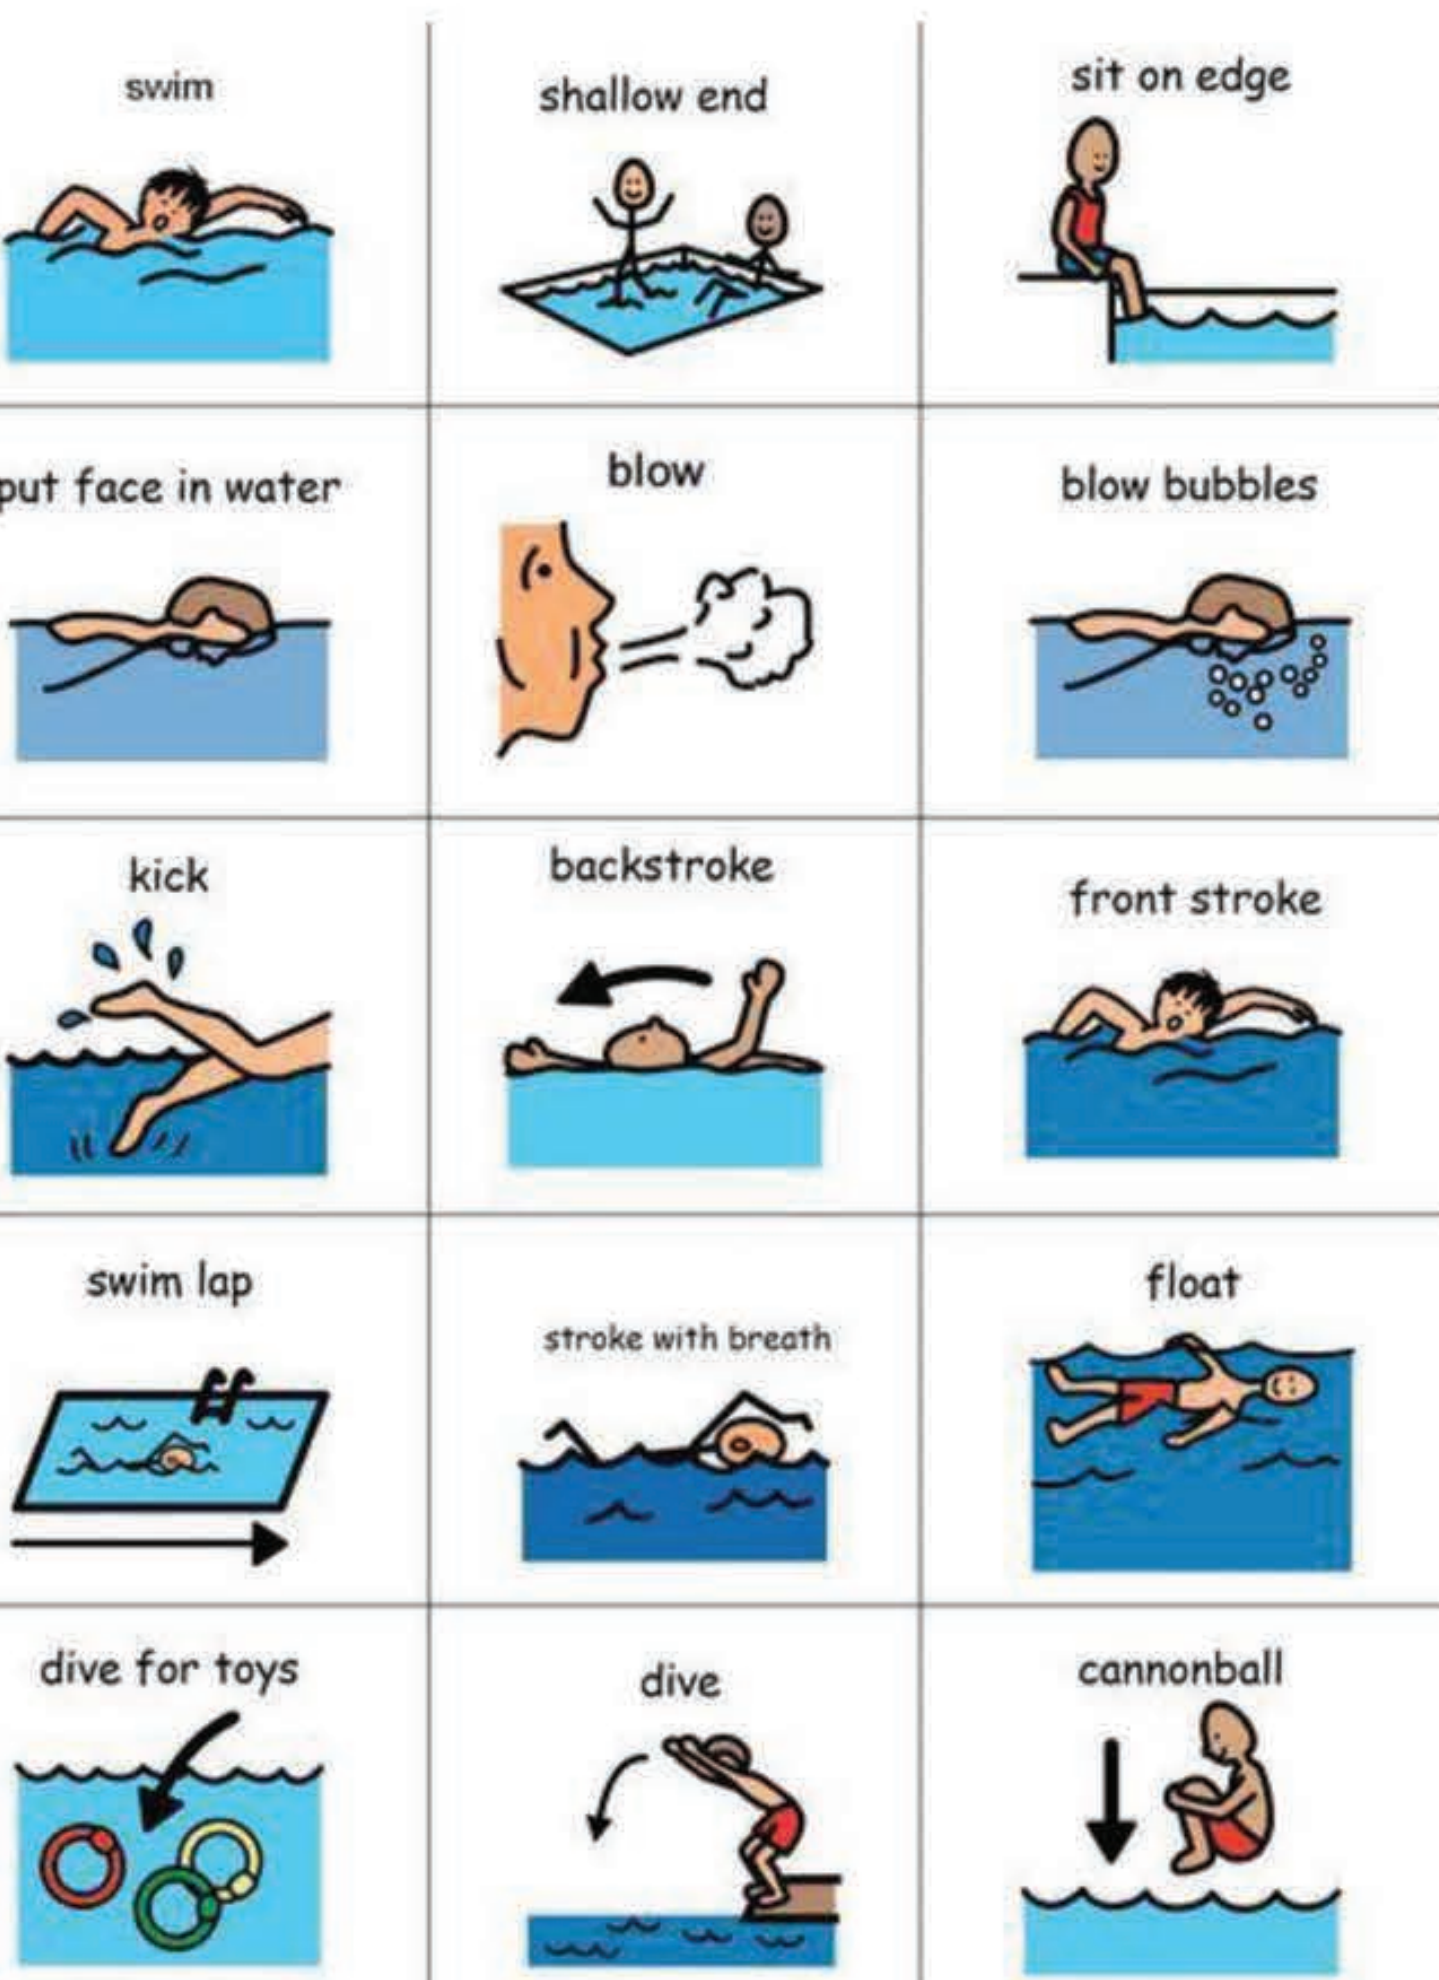 swim
shallow end
sit on edge
put face in water
blow
blow bubbles
kick
backstroke
front stroke
swim lap
stroke with breath
float
dive for toys
dive
cannonball